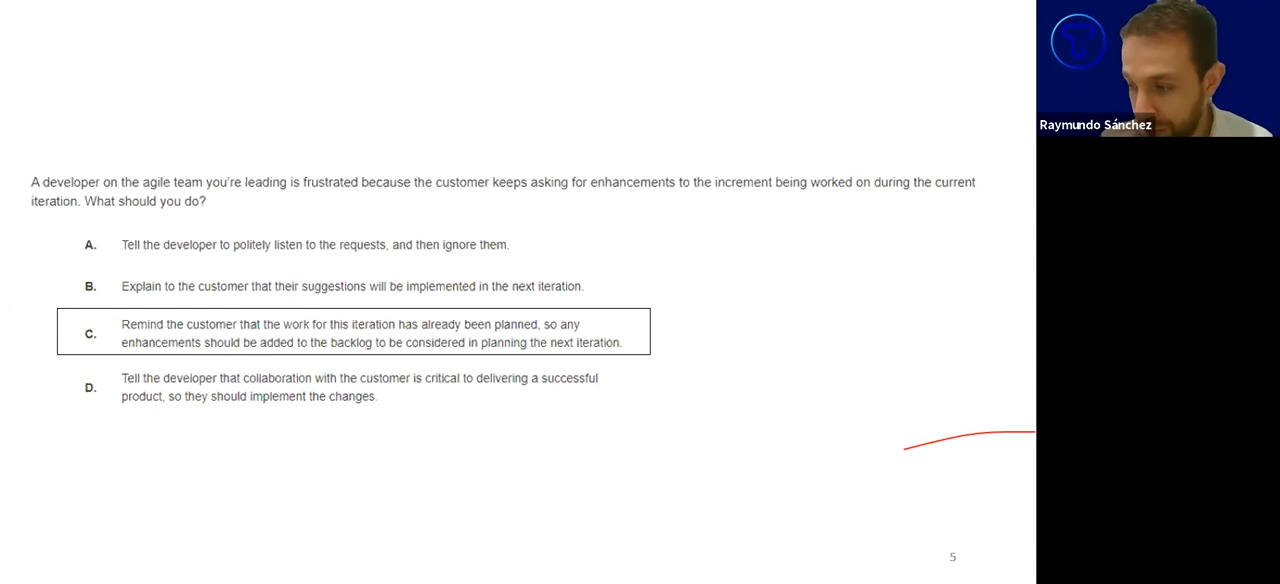 A developer on the agile team you're leading is frustrated because the customer keeps asking for enhancements to the increment being worked on during the current
iteration. What should you do?
A. Tell the developer to politely listen to the requests, and then ignore them.
B. Explain to the customer that their suggestions will be implemented in the next iteration.
C. Remind the customer that the work for this iteration has already been planned, so any
enhancements should be added to the backlog to be considered in planning the next iteration.
D. Tell the developer that collaboration with the customer is critical to delivering a successful
product, so they should implement the changes.
5
Raymundo Sánchez